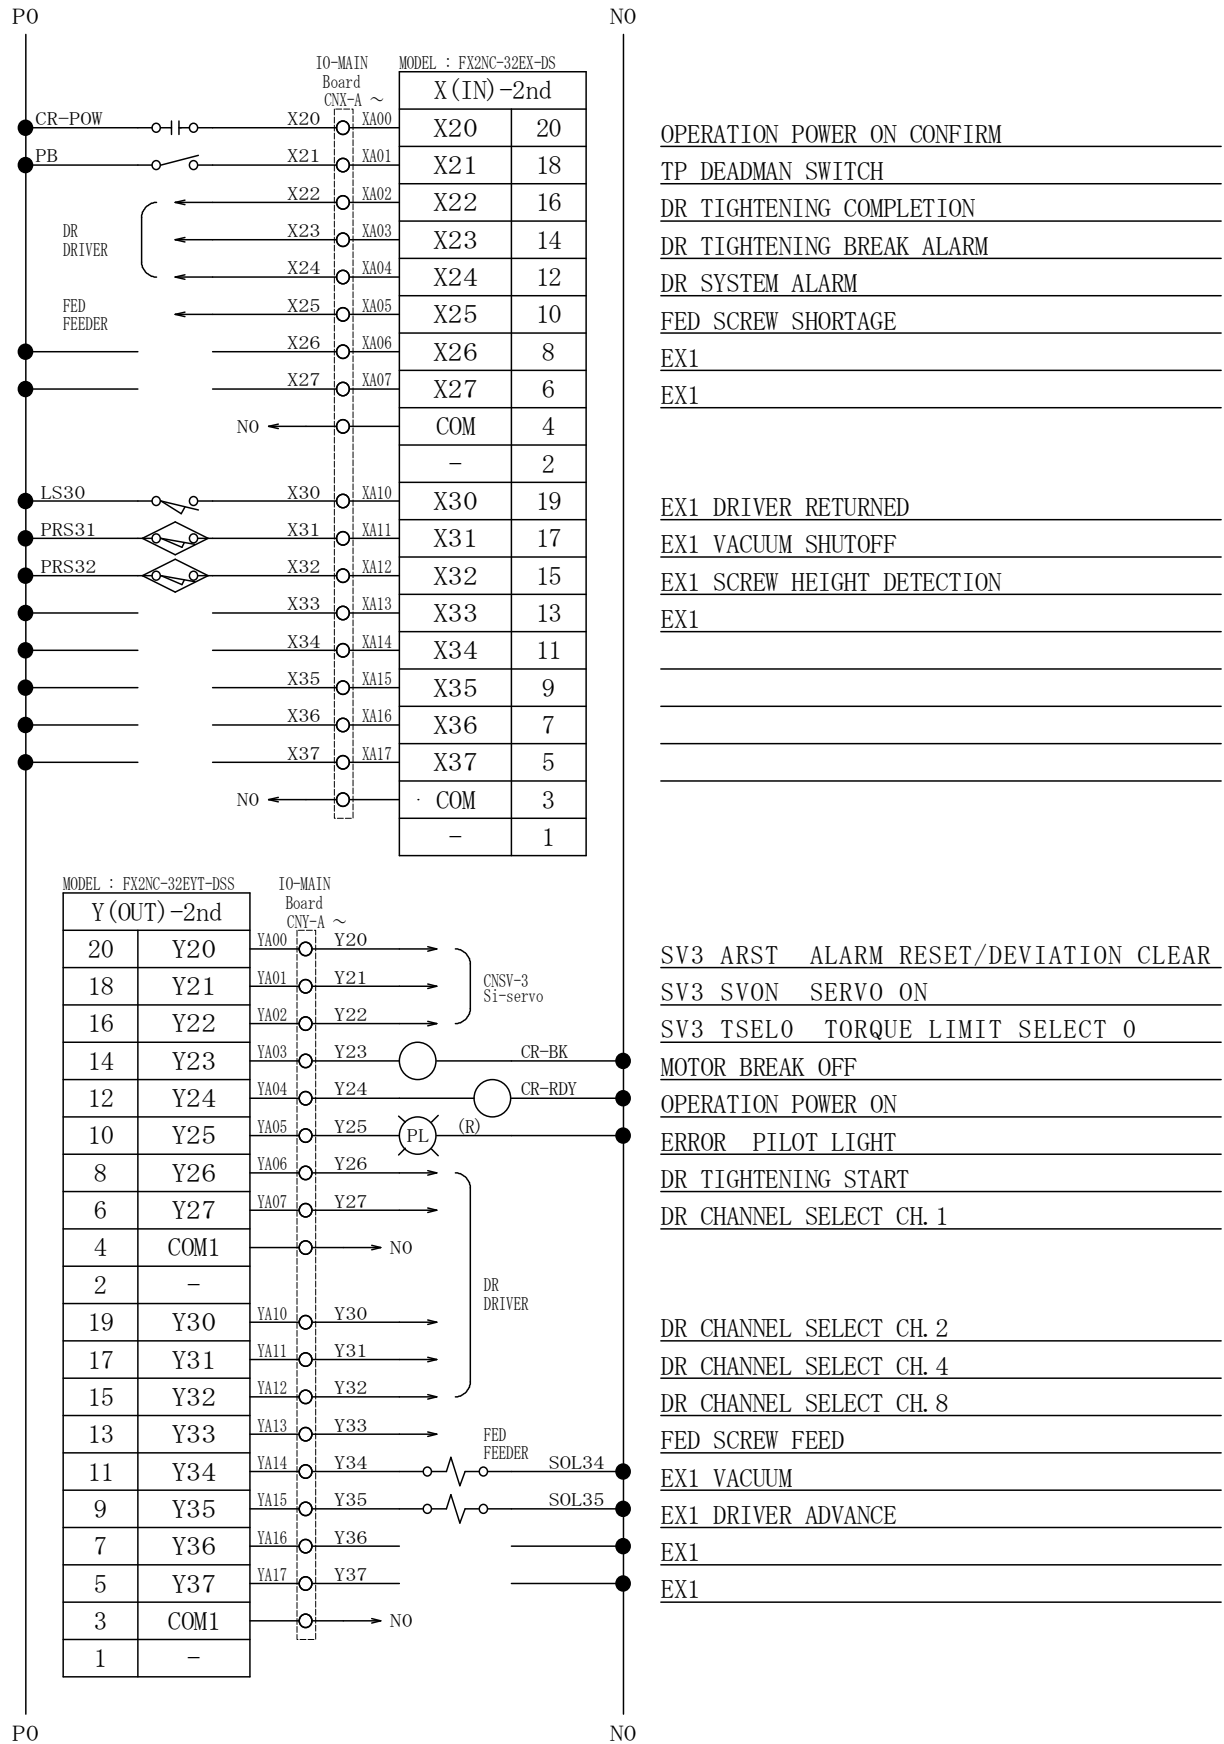 P0 N0
IO-MAIN MODEL : FX2NC-32EX-DS
Board X(IN)-2nd
CNX-A ～
CR-POW X20 XA00 X20 20 OPERATION POWER ON CONFIRM
PB X21 XA01 X21 18 TP DEADMAN SWITCH
X22 XA02 X22 16 DR TIGHTENING COMPLETION
DR
DRIVER
X23 XA03 X23 14 DR TIGHTENING BREAK ALARM
X24 XA04 X24 12 DR SYSTEM ALARM
FED
FEEDER
X25 XA05 X25 10 FED SCREW SHORTAGE
X26 XA06 X26 8 EX1
X27 XA07 X27 6 EX1
N0 COM 4
- 2
LS30 X30 XA10 X30 19 EX1 DRIVER RETURNED
PRS31 X31 XA11 X31 17 EX1 VACUUM SHUTOFF
PRS32 X32 XA12 X32 15 EX1 SCREW HEIGHT DETECTION
X33 XA13 X33 13 EX1
X34 XA14 X34 11
X35 XA15 X35 9
X36 XA16 X36 7
X37 XA17 X37 5
N0 COM 3
- 1
MODEL : FX2NC-32EYT-DSS IO-MAIN
Y(OUT)-2nd Board
CNY-A ～
20 Y20 YA00 Y20 SV3 ARST ALARM RESET/DEVIATION CLEAR
18 Y21 YA01 Y21 CNSV-3 SV3 SVON SERVO ON
Si-servo
16 Y22 YA02 Y22 SV3 TSEL0 TORQUE LIMIT SELECT 0
14 Y23 YA03 Y23 CR-BK MOTOR BREAK OFF
12 Y24 YA04 Y24 CR-RDY OPERATION POWER ON
10 Y25 YA05 Y25 PL (R) ERROR PILOT LIGHT
8 Y26 YA06 Y26 DR TIGHTENING START
6 Y27 YA07 Y27 DR CHANNEL SELECT CH.1
4 COM1 N0
2 - DR
DRIVER
19 Y30 YA10 Y30 DR CHANNEL SELECT CH.2
17 Y31 YA11 Y31 DR CHANNEL SELECT CH.4
15 Y32 YA12 Y32 DR CHANNEL SELECT CH.8
13 Y33 YA13 Y33 FED FED SCREW FEED
FEEDER
11 Y34 YA14 Y34 SOL34 EX1 VACUUM
9 Y35 YA15 Y35 SOL35 EX1 DRIVER ADVANCE
7 Y36 YA16 Y36 EX1
5 Y37 YA17 Y37 EX1
3 COM1 N0
1 -
P0 N0